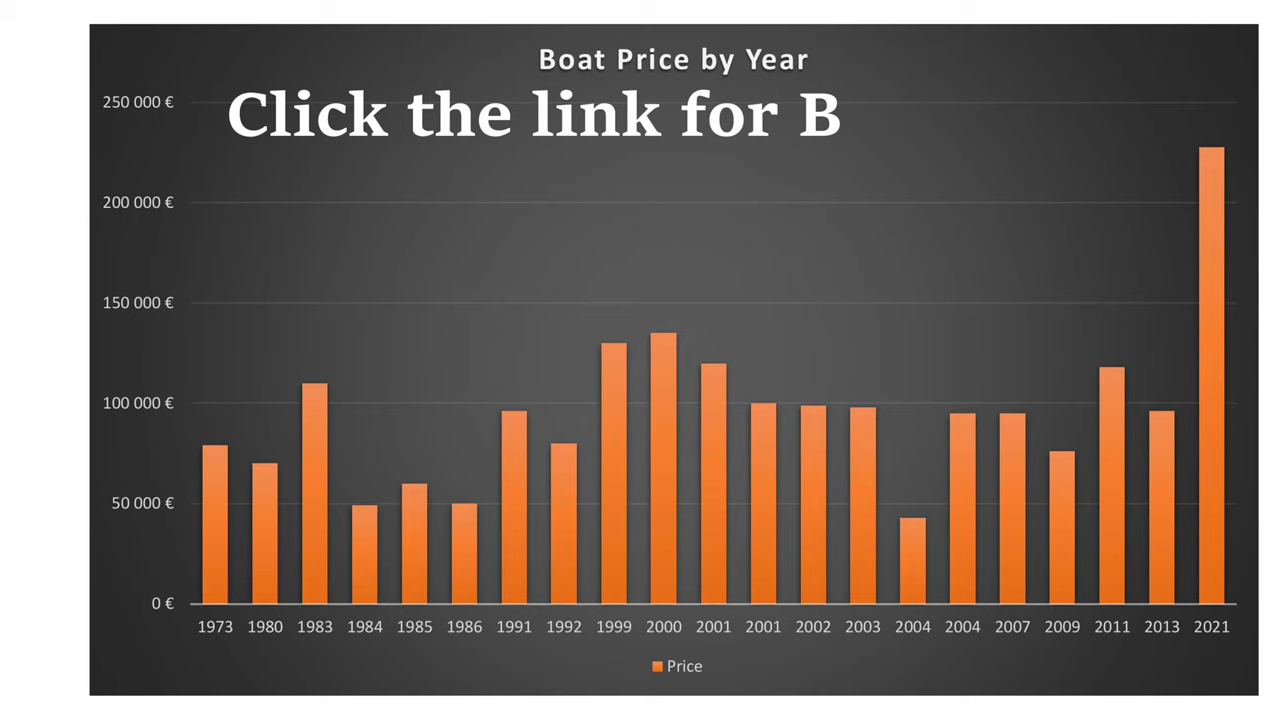 Boat Price by Year
Click the link for B
250 000 €
200 000 €
150 000 €
100 000 €
50 000 €
0 €
1973 1980 1983 1984 1985 1986 1991 1992 1999 2000 2001 2001 2002 2003 2004 2004 2007 2009 2011 2013 2021
Price